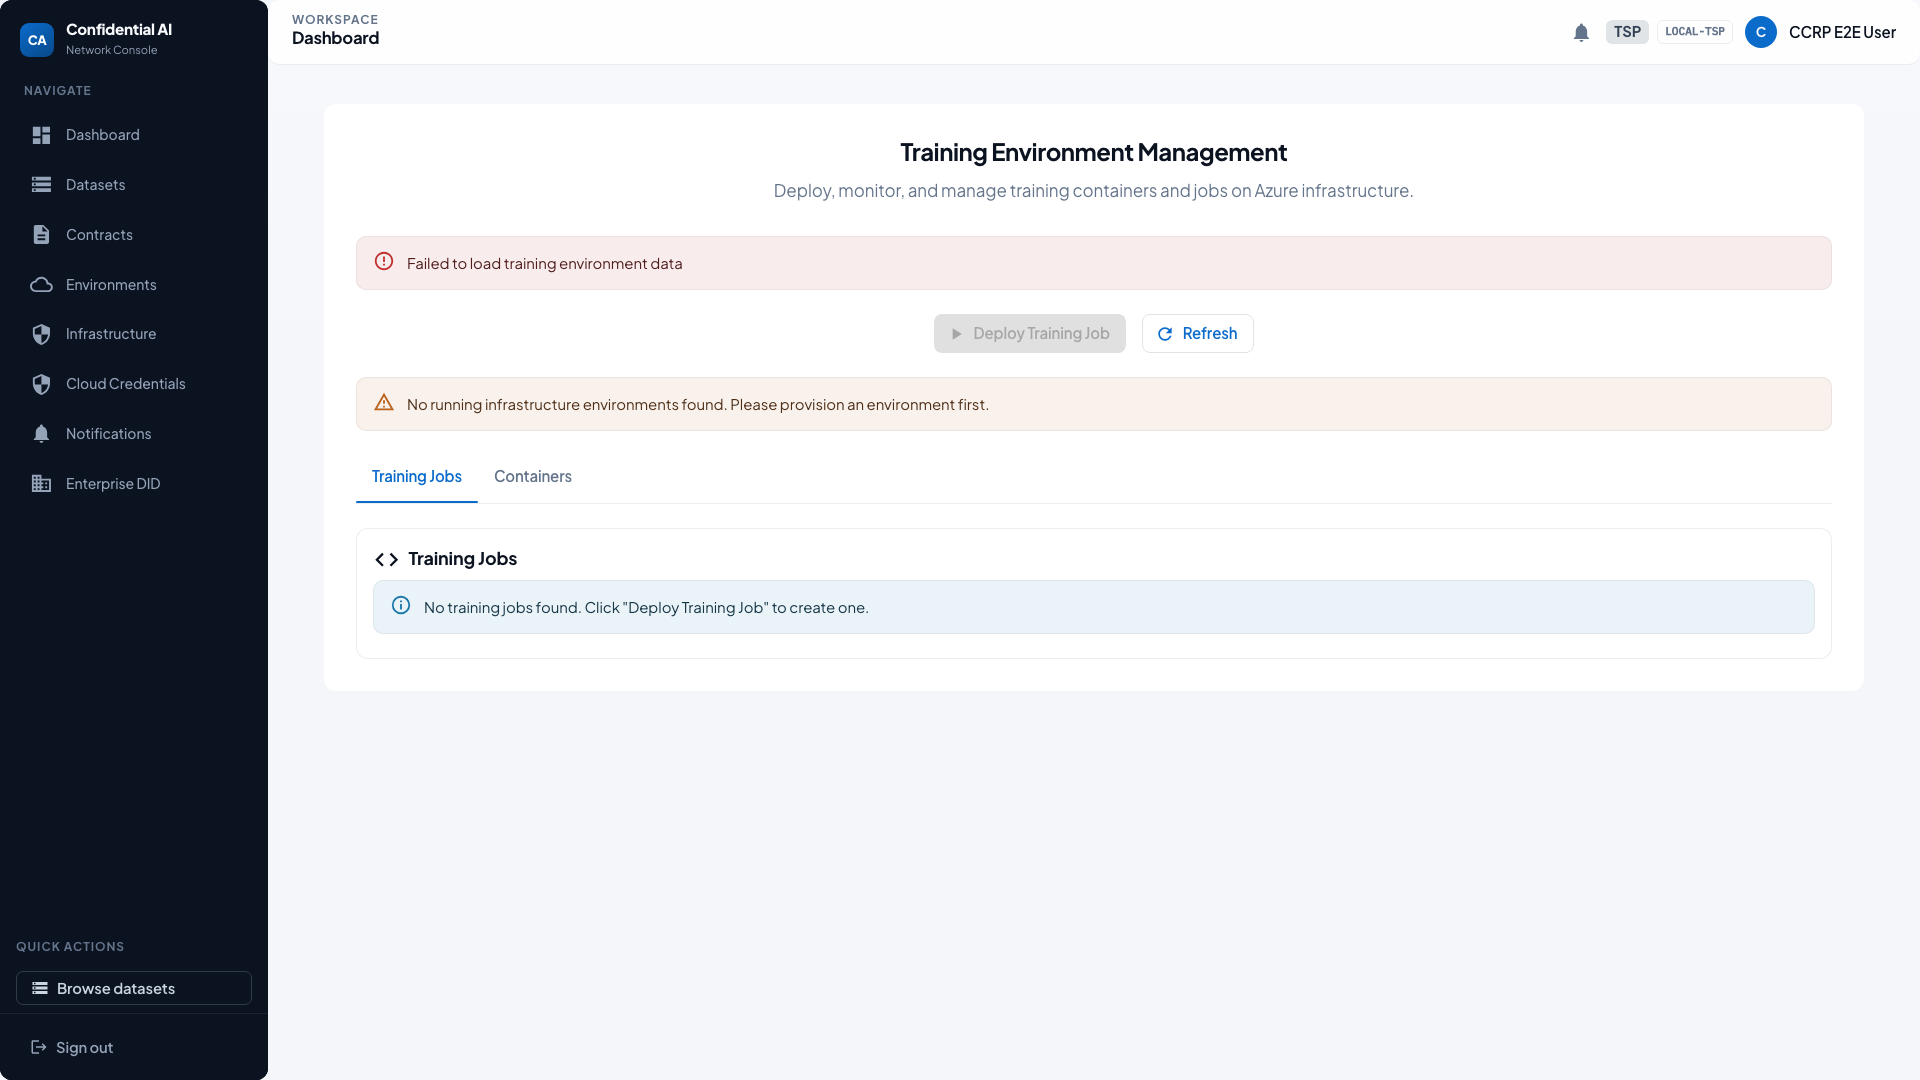 CA
Confidential AI
Network Console
NAVIGATE
Dashboard
Datasets
Contracts
Environments
Infrastructure
Cloud Credentials
Notifications
Enterprise DID
QUICK ACTIONS
Browse datasets
Sign out
WORKSPACE
Dashboard
TSP
LOCAL-TSP
C
CCRP E2E User
Training Environment Management
Deploy, monitor, and manage training containers and jobs on Azure infrastructure.
Failed to load training environment data
Deploy Training Job
Refresh
No running infrastructure environments found. Please provision an environment first.
Training Jobs
Containers
Training Jobs
No training jobs found. Click "Deploy Training Job" to create one.